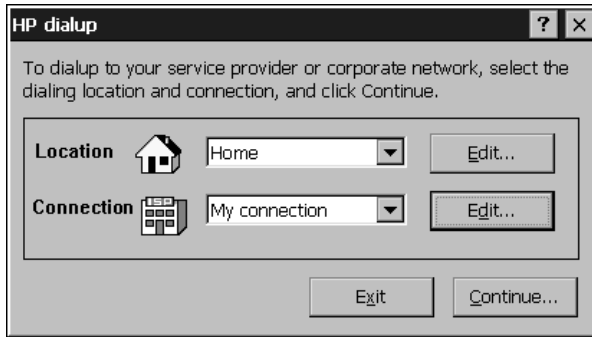 HP dialup ? ×
To dialup to your service provider or corporate network, select the
dialing location and connection, and click Continue.
Location Home Edit...
Connection ISP My connection Edit...
Exit Continue...